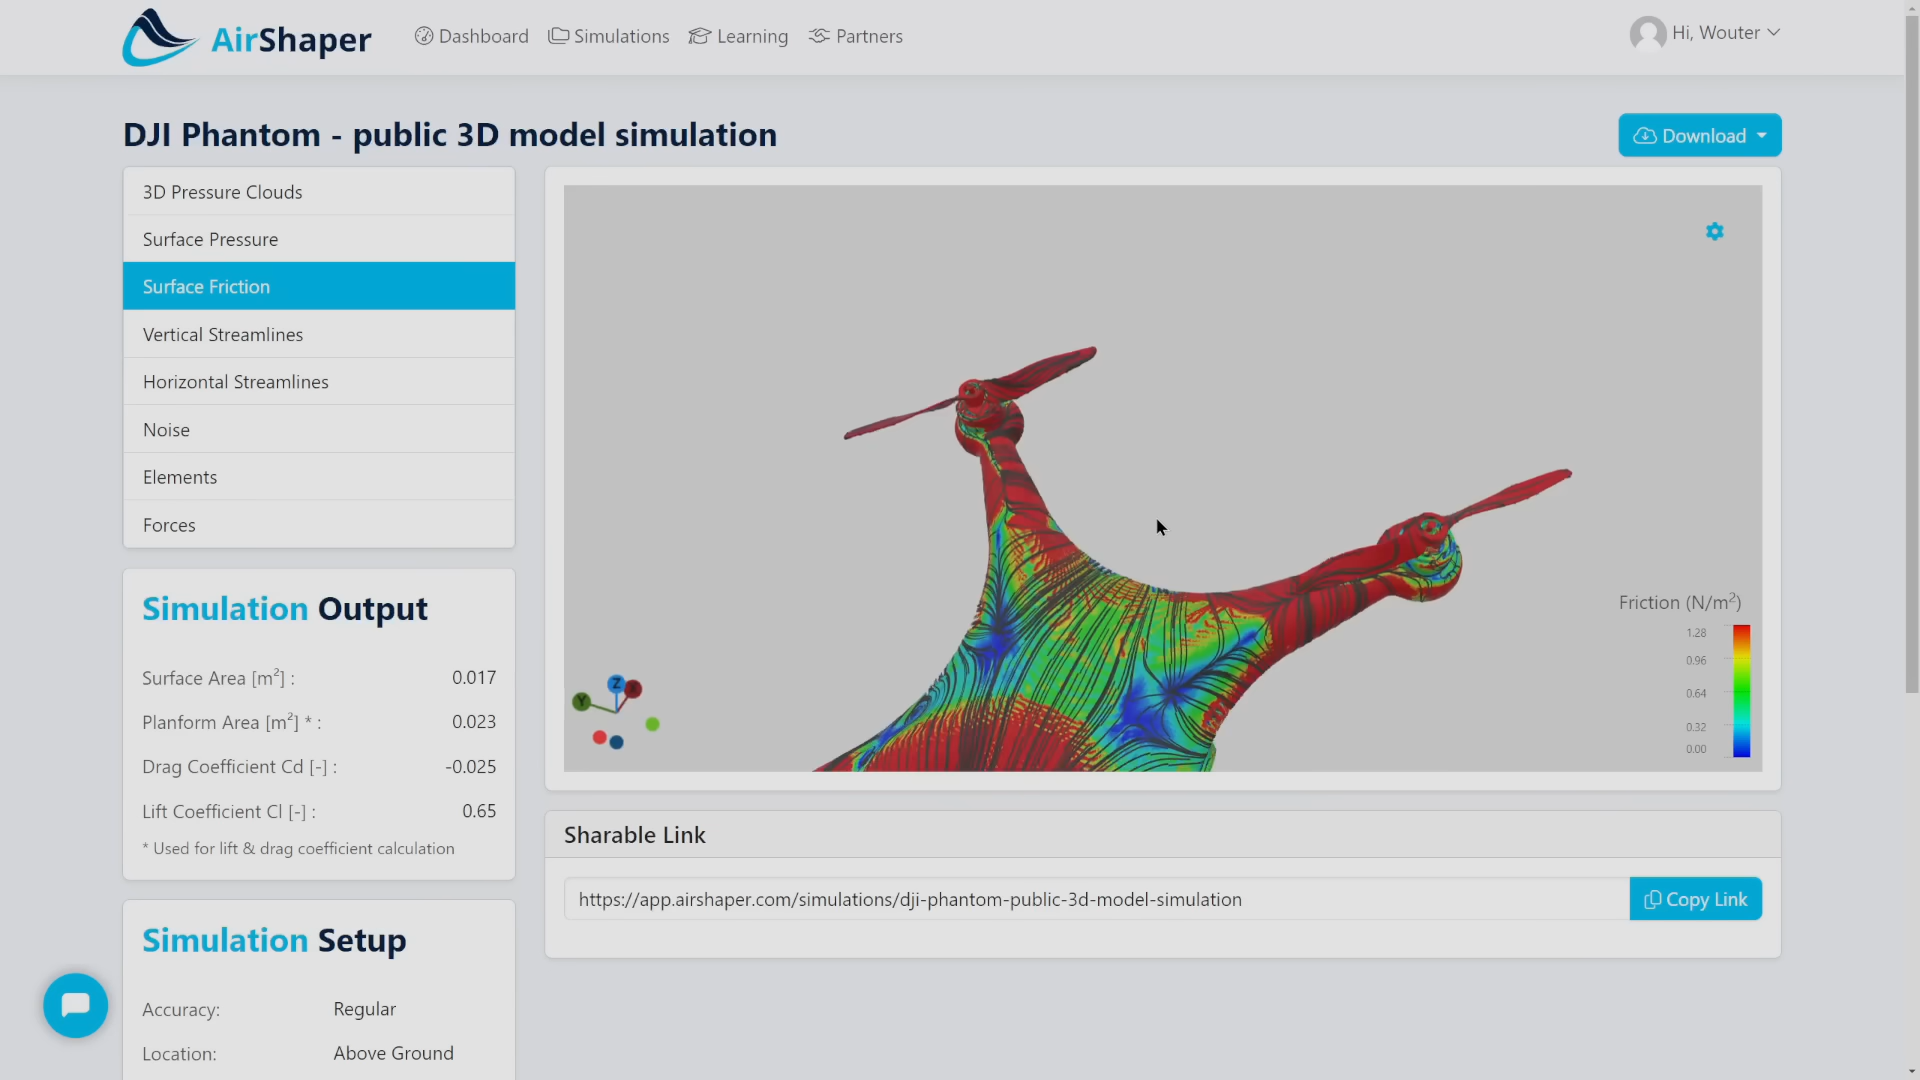 AirShaper
Dashboard
Simulations
Learning
Partners
Hi, Wouter
DJI Phantom - public 3D model simulation
Download
3D Pressure Clouds
Surface Pressure
Surface Friction
Vertical Streamlines
Horizontal Streamlines
Noise
Elements
Forces
Simulation Output
Surface Area [m²] : 0.017
Planform Area [m²] * : 0.023
Drag Coefficient Cd [-] : -0.025
Lift Coefficient Cl [-] : 0.65
* Used for lift & drag coefficient calculation
Simulation Setup
Accuracy: Regular
Location: Above Ground
Z
X
Y
Friction (N/m²)
1.28
0.96
0.64
0.32
0.00
Sharable Link
https://app.airshaper.com/simulations/dji-phantom-public-3d-model-simulation
Copy Link